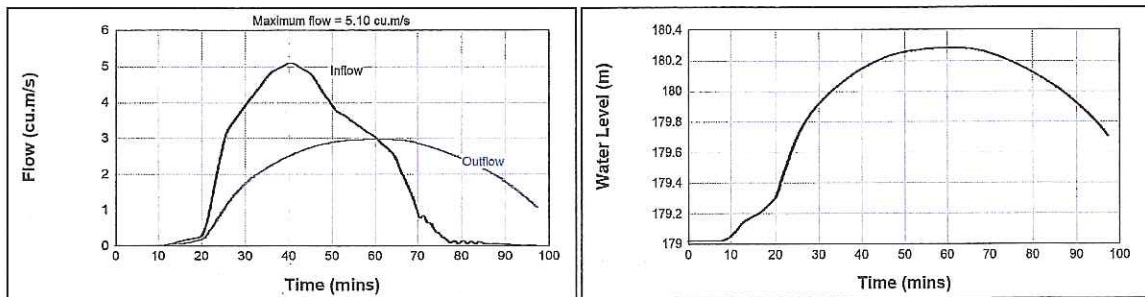 Maximum flow = 5.10 cu.m/s
Flow (cu.m/s)
6
5
4
3
2
1
0
Inflow
Outflow
0 10 20 30 40 50 60 70 80 90 100
Time (mins)
Water Level (m)
180.4
180.2
180
179.8
179.6
179.4
179.2
179
0 10 20 30 40 50 60 70 80 90 100
Time (mins)